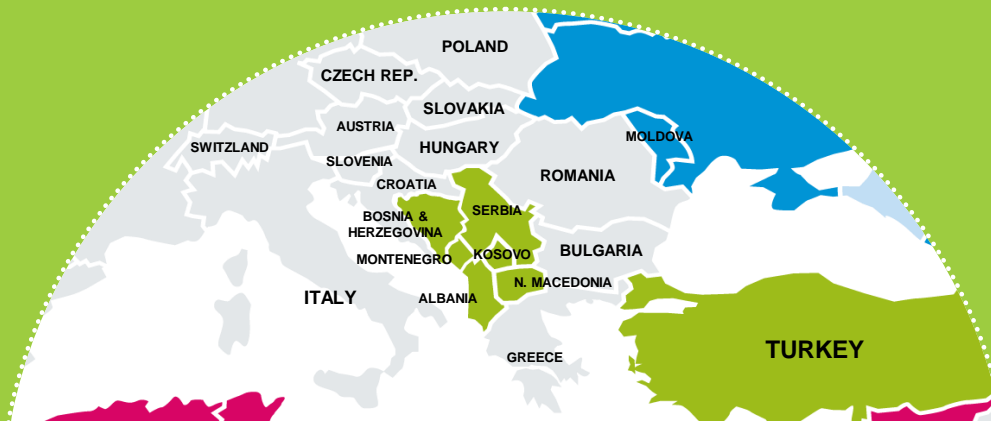 POLAND
CZECH REP.
SLOVAKIA
AUSTRIA
MOLDOVA
SWITZLAND
HUNGARY
SLOVENIA
ROMANIA
CROATIA
BOSNIA &
HERZEGOVINA
SERBIA
BULGARIA
KOSOVO
MONTENEGRO
N. MACEDONIA
ITALY
ALBANIA
TURKEY
GREECE